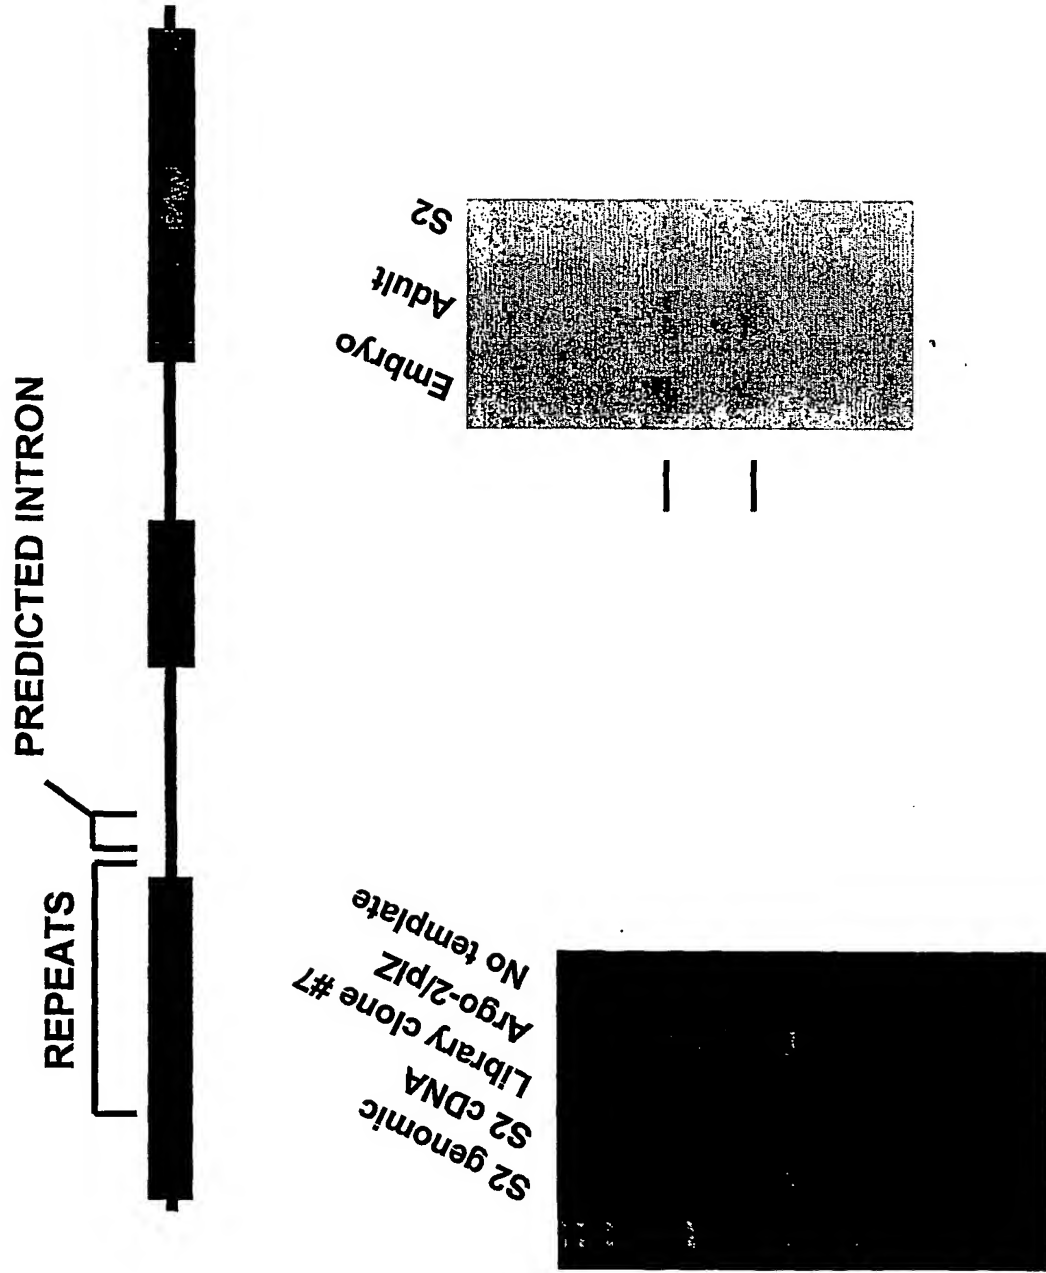 PREDICTED INTRON
REPEATS
Embryo
Adult
S2
S2 genomic
S2 cDNA
Library clone #7
Argo-2/pIZ
No template